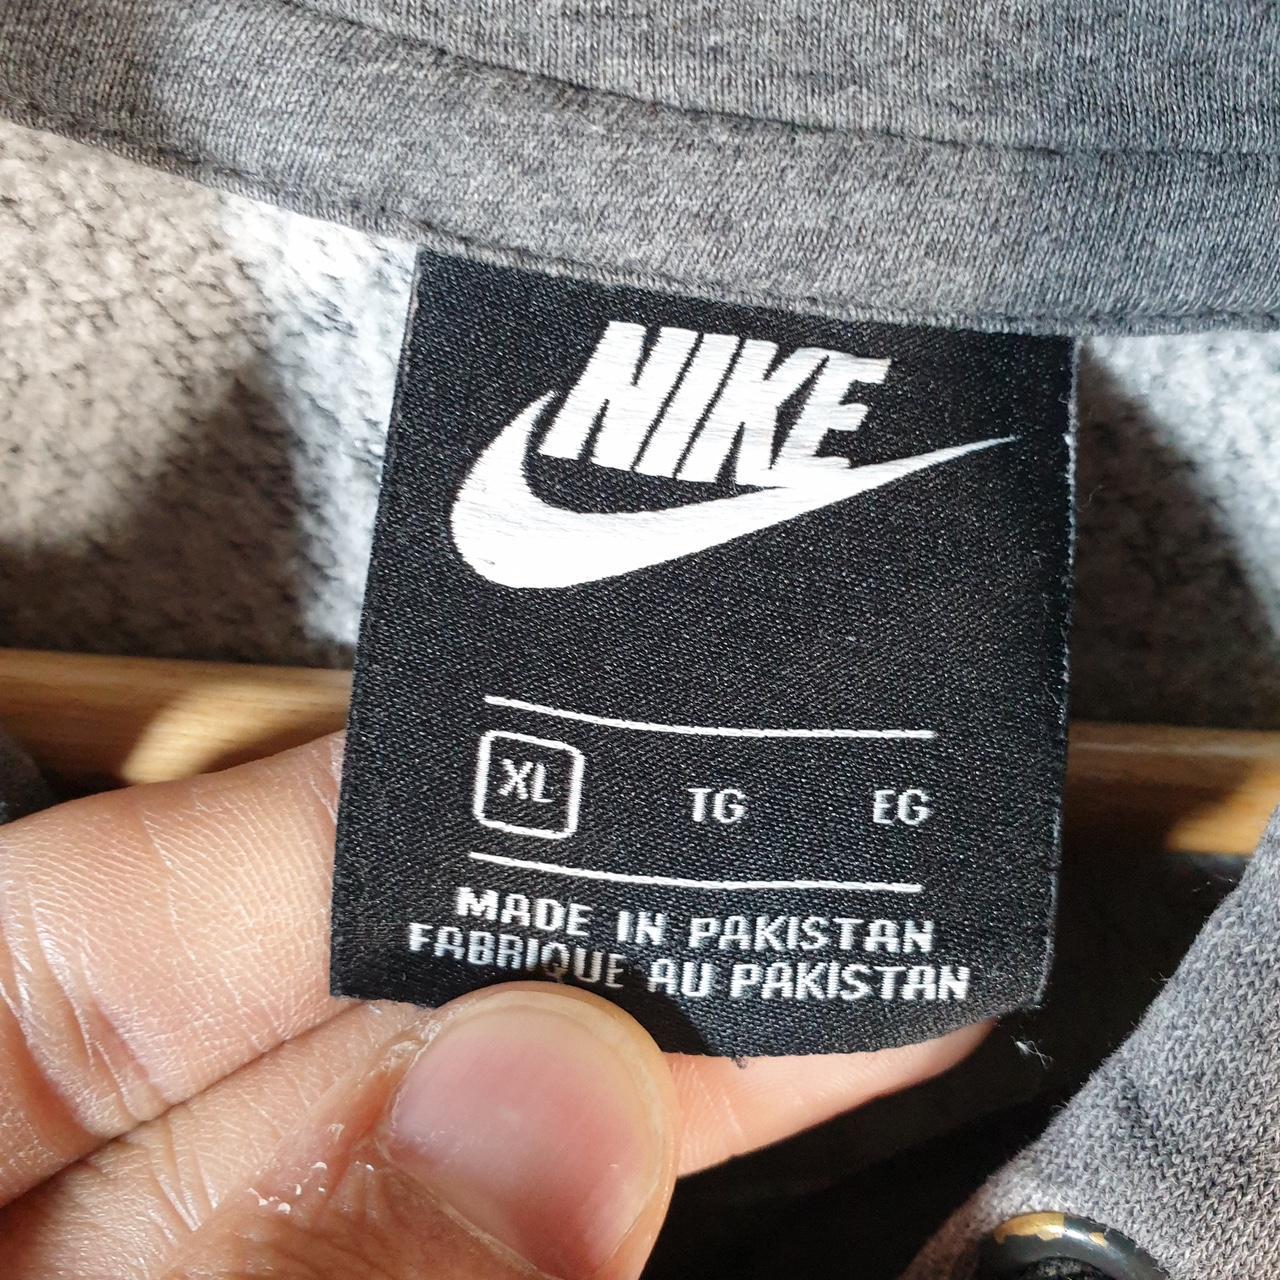 NIKE
XL TG EG
MADE IN PAKISTAN
FABRIQUE AU PAKISTAN